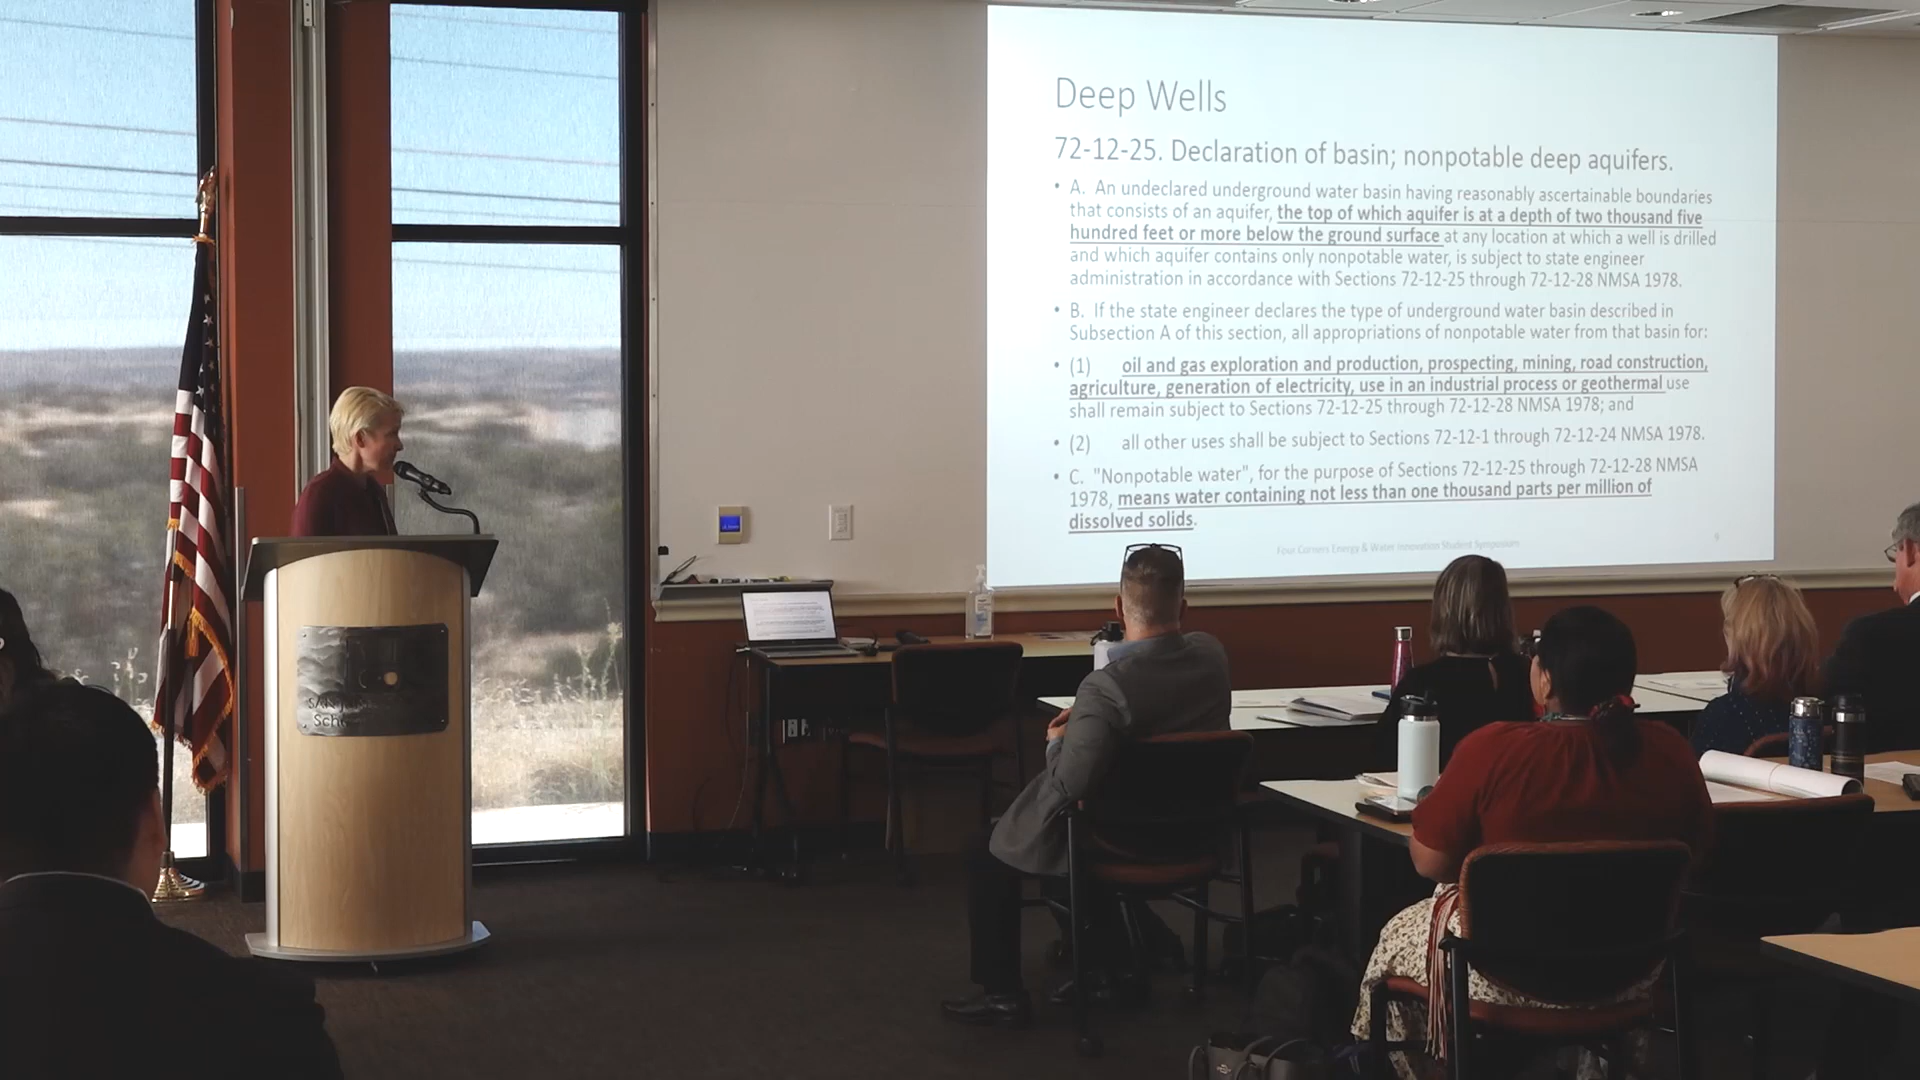 Deep Wells
72-12-25. Declaration of basin; nonpotable deep aquifers.
• A. An undeclared underground water basin having reasonably ascertainable boundaries
that consists of an aquifer, the top of which aquifer is at a depth of two thousand five
hundred feet or more below the ground surface at any location at which a well is drilled
and which aquifer contains only nonpotable water, is subject to state engineer
administration in accordance with Sections 72-12-25 through 72-12-28 NMSA 1978.
• B. If the state engineer declares the type of underground water basin described in
Subsection A of this section, all appropriations of nonpotable water from that basin for:
• (1) oil and gas exploration and production, prospecting, mining, road construction,
agriculture, generation of electricity, use in an industrial process or geothermal use
shall remain subject to Sections 72-12-25 through 72-12-28 NMSA 1978; and
• (2) all other uses shall be subject to Sections 72-12-1 through 72-12-24 NMSA 1978.
• C. "Nonpotable water", for the purpose of Sections 72-12-25 through 72-12-28 NMSA
1978, means water containing not less than one thousand parts per million of
dissolved solids.
Four Corners Energy & Water Innovation Student Symposium